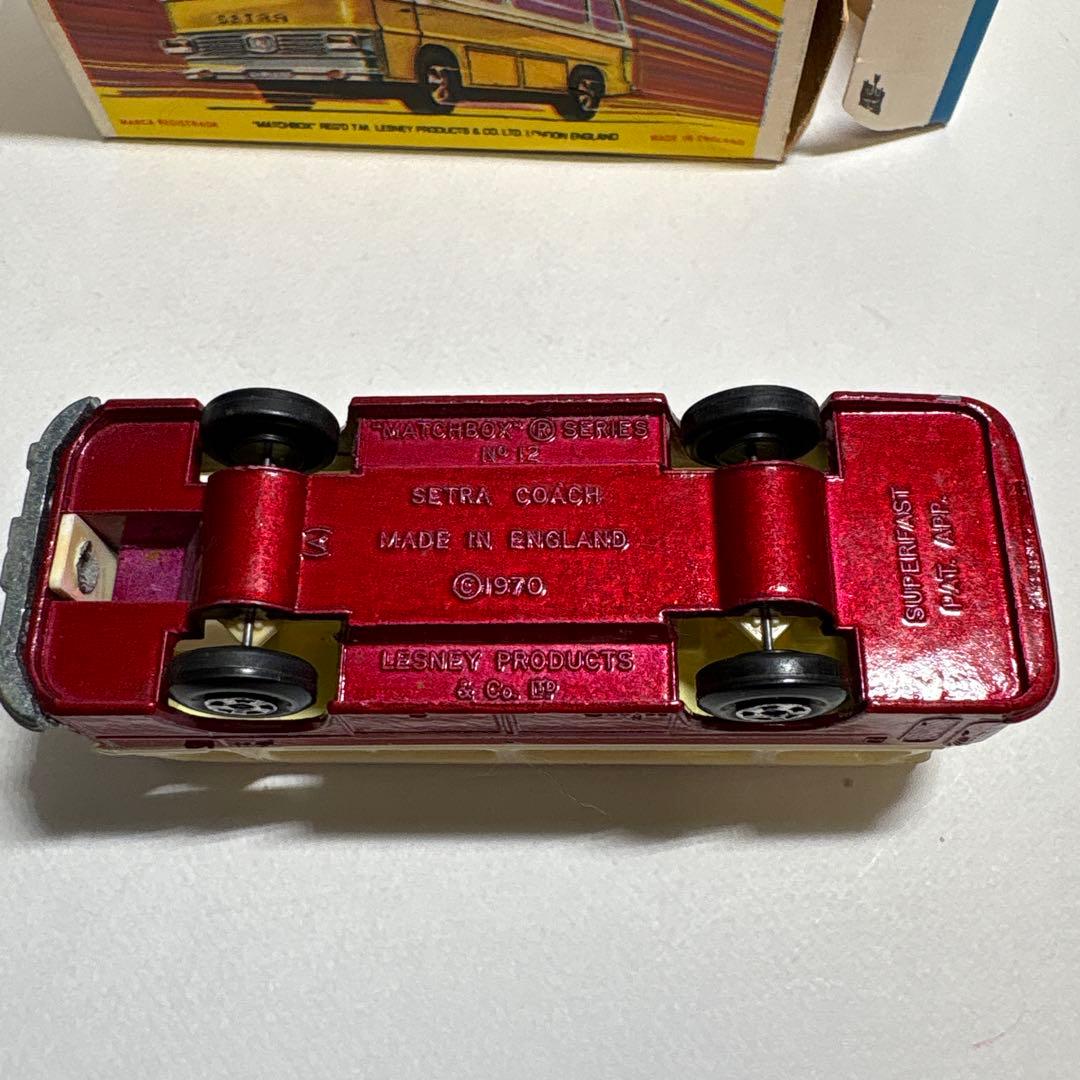 SETRA
MARCA REGISTRADA
"MATCHBOX" REG'D T.M. LESNEY PRODUCTS & CO. LTD. LONDON ENGLAND
MADE IN ENGLAND
"MATCHBOX" ® SERIES
Nº 12
SETRA COACH
MADE IN ENGLAND
©1970
LESNEY PRODUCTS
& Co. LTD
SUPERFAST
PAT. APP.